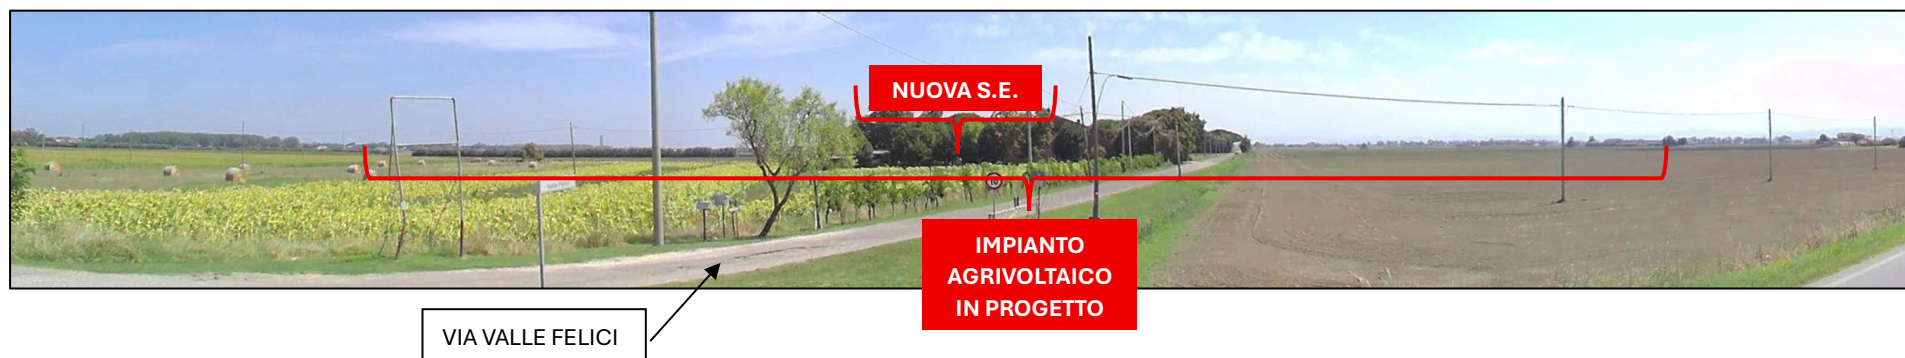 NUOVA S.E.
IMPIANTO
AGRIVOLTAICO
IN PROGETTO
VIA VALLE FELICI